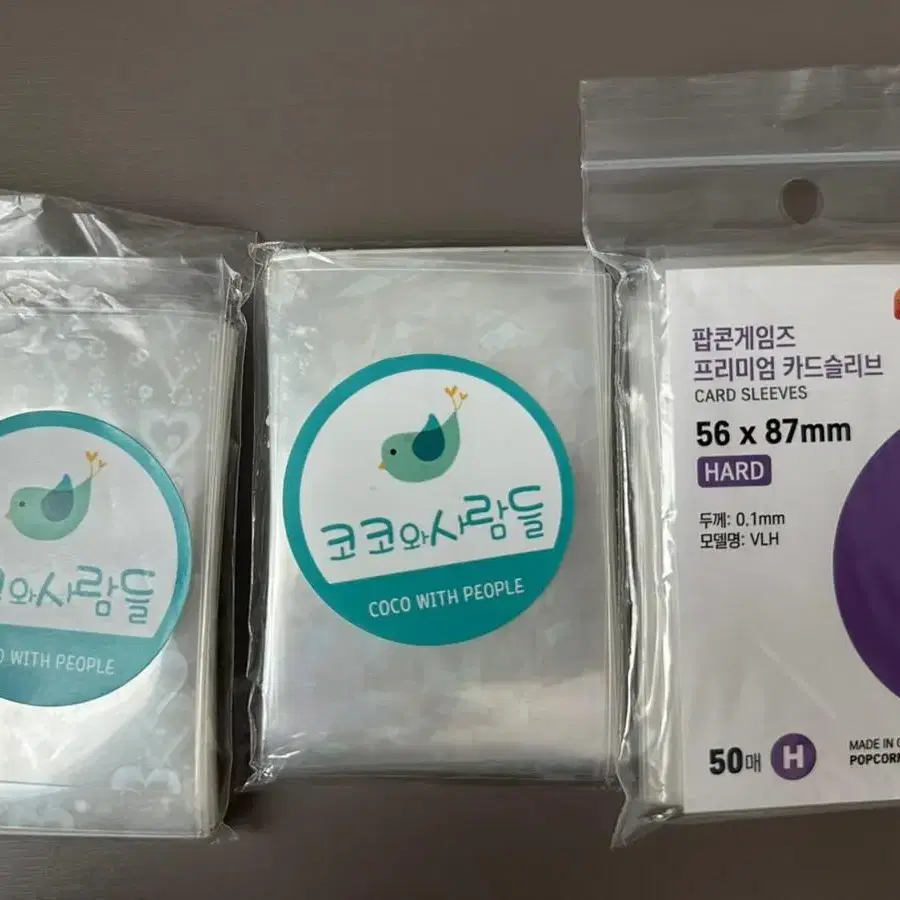 와사람들
WITH PEOPLE
코코와사람들
COCO WITH PEOPLE
팝콘게임즈
프리미엄 카드슬리브
CARD SLEEVES
56 x 87mm
HARD
두께: 0.1mm
모델명: VLH
50매 H
MADE IN
POPCOR